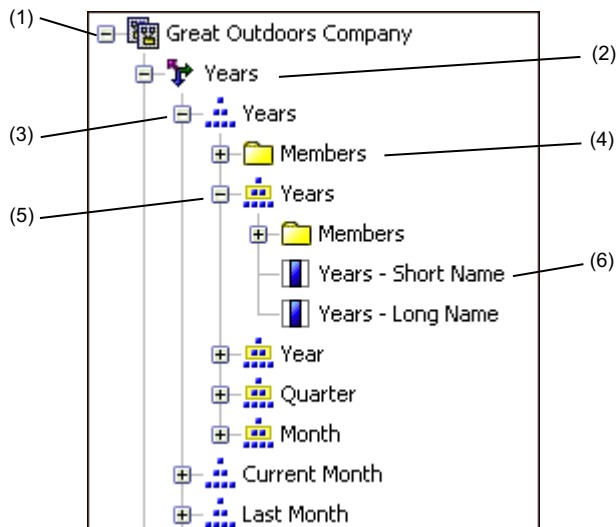 (1) Great Outdoors Company
Years (2)
(3) Years
Members (4)
(5) Years
Members
Years - Short Name (6)
Years - Long Name
Year
Quarter
Month
Current Month
Last Month